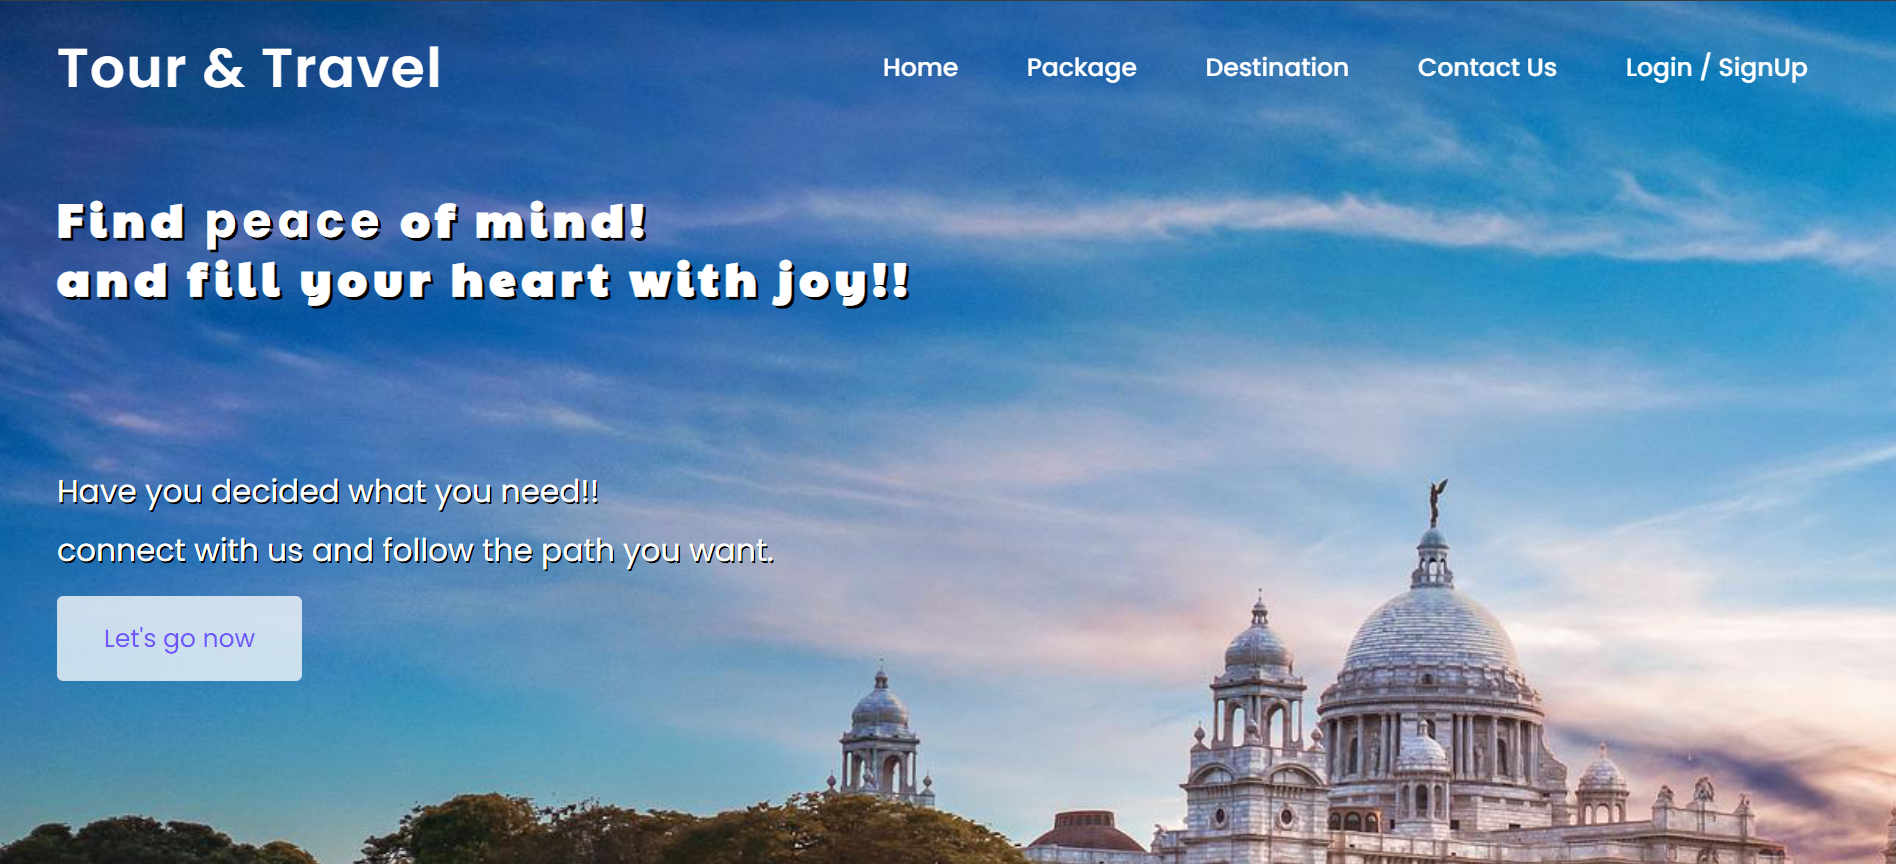 Tour & Travel
Home Package Destination Contact Us Login / SignUp
Find peace of mind!
and fill your heart with joy!!
Have you decided what you need!!
connect with us and follow the path you want.
Let's go now